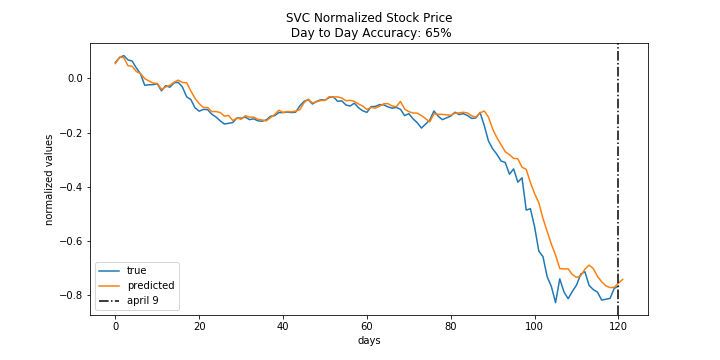 SVC Normalized Stock Price
Day to Day Accuracy: 65%
normalized values
0.0
−0.2
−0.4
−0.6
−0.8
true
predicted
april 9
0
20
40
60
80
100
120
days